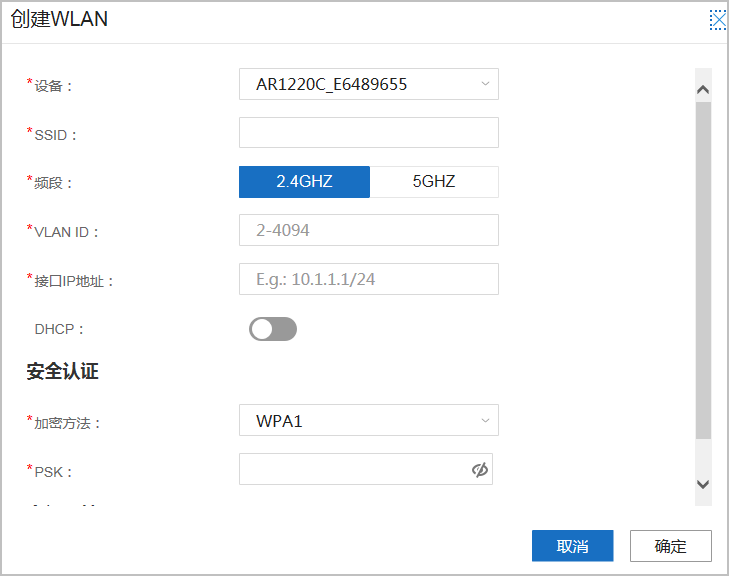 创建WLAN
*设备： AR1220C_E6489655
*SSID：
*频段： 2.4GHZ 5GHZ
*VLAN ID： 2-4094
*接口IP地址： E.g.: 10.1.1.1/24
DHCP：
安全认证
*加密方法： WPA1
*PSK：
取消 确定